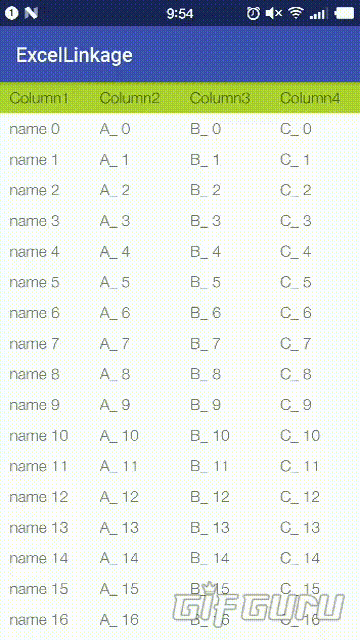 1 N 9:54
ExcelLinkage
Column1 Column2 Column3 Column4
name 0 A_ 0 B_ 0 C_ 0
name 1 A_ 1 B_ 1 C_ 1
name 2 A_ 2 B_ 2 C_ 2
name 3 A_ 3 B_ 3 C_ 3
name 4 A_ 4 B_ 4 C_ 4
name 5 A_ 5 B_ 5 C_ 5
name 6 A_ 6 B_ 6 C_ 6
name 7 A_ 7 B_ 7 C_ 7
name 8 A_ 8 B_ 8 C_ 8
name 9 A_ 9 B_ 9 C_ 9
name 10 A_ 10 B_ 10 C_ 10
name 11 A_ 11 B_ 11 C_ 11
name 12 A_ 12 B_ 12 C_ 12
name 13 A_ 13 B_ 13 C_ 13
name 14 A_ 14 B_ 14 C_ 14
name 15 A_ 15 B_ 15 C_ 15
name 16 A_ 16 B_ 16 C_ 16
GIFGURU